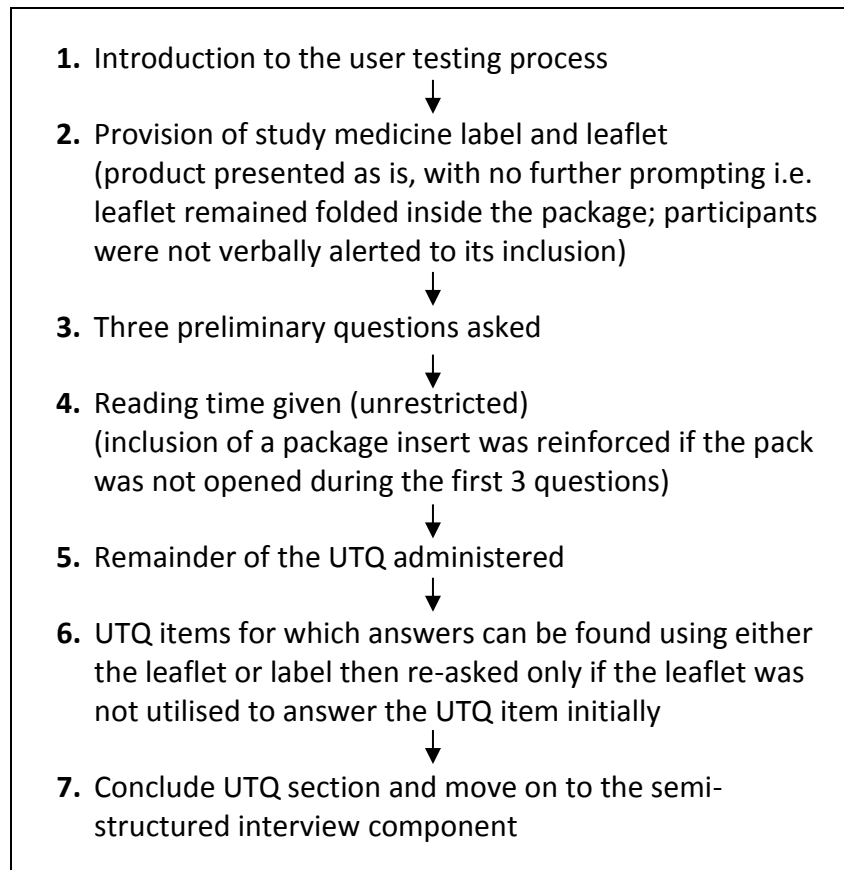 1. Introduction to the user testing process
2. Provision of study medicine label and leaflet
(product presented as is, with no further prompting i.e.
leaflet remained folded inside the package; participants
were not verbally alerted to its inclusion)
3. Three preliminary questions asked
4. Reading time given (unrestricted)
(inclusion of a package insert was reinforced if the pack
was not opened during the first 3 questions)
5. Remainder of the UTQ administered
6. UTQ items for which answers can be found using either
the leaflet or label then re-asked only if the leaflet was
not utilised to answer the UTQ item initially
7. Conclude UTQ section and move on to the semi-
structured interview component